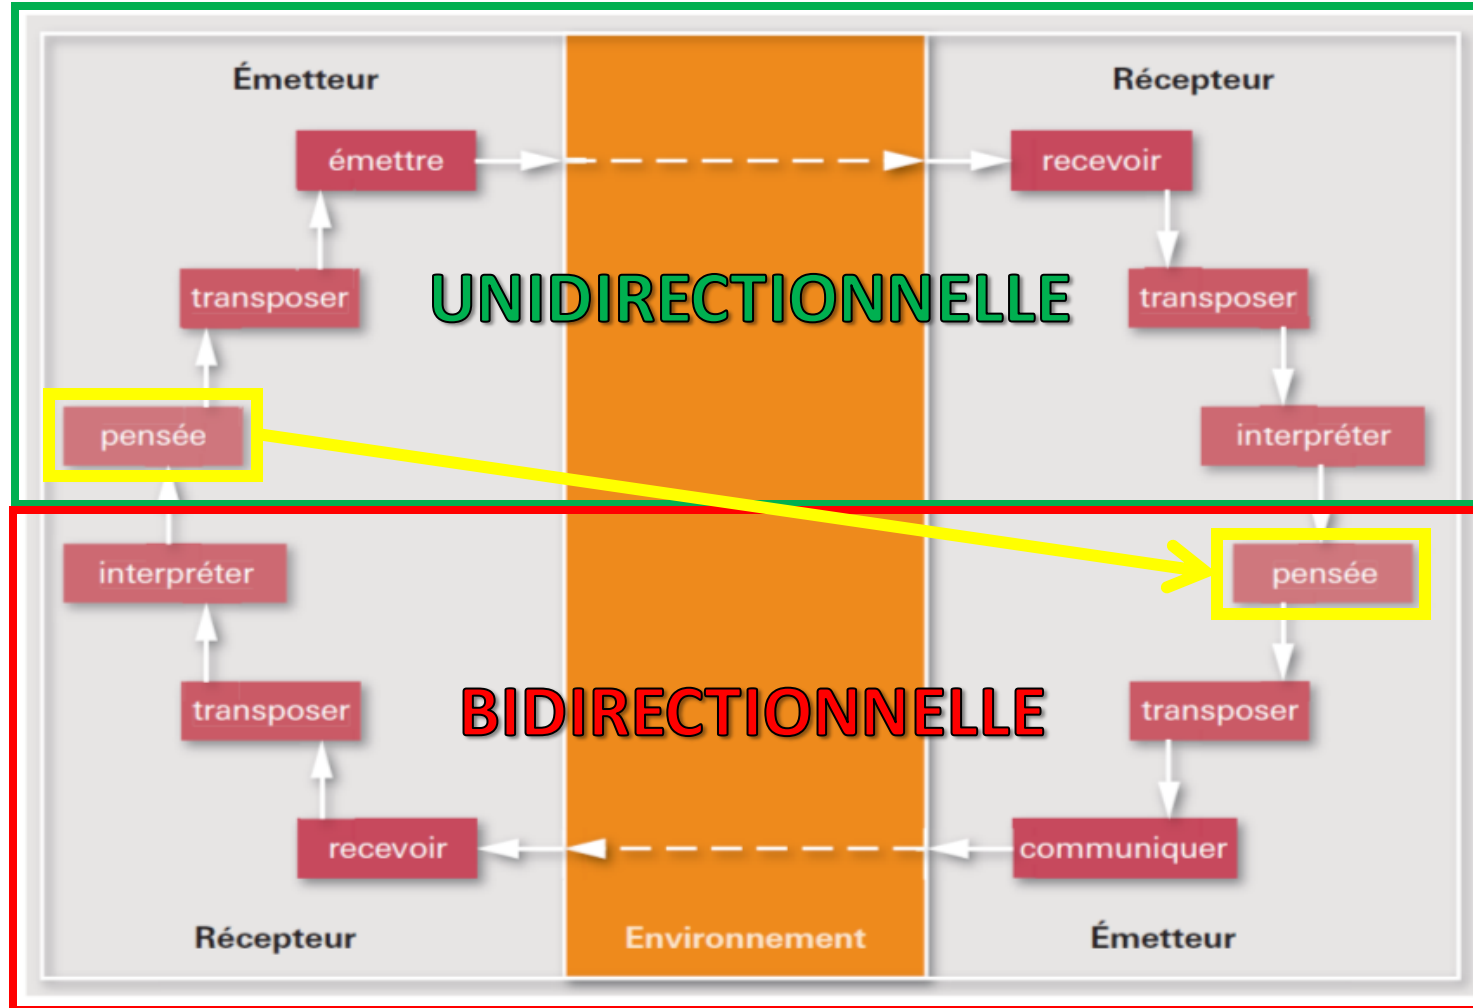 Émetteur
Récepteur
émettre
recevoir
transposer
UNIDIRECTIONNELLE
transposer
pensée
interpréter
interpréter
pensée
transposer
BIDIRECTIONNELLE
transposer
recevoir
communiquer
Récepteur
Environnement
Émetteur